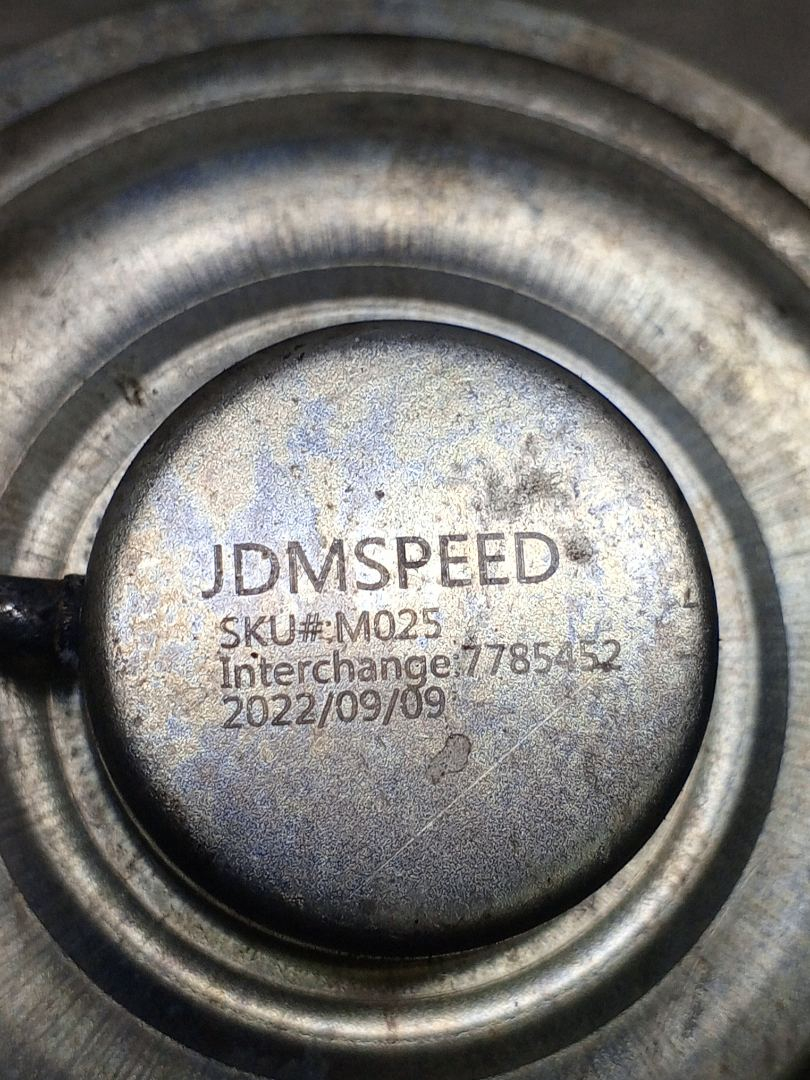 JDMSPEED
SKU#:M025
Interchange:7785452
2022/09/09